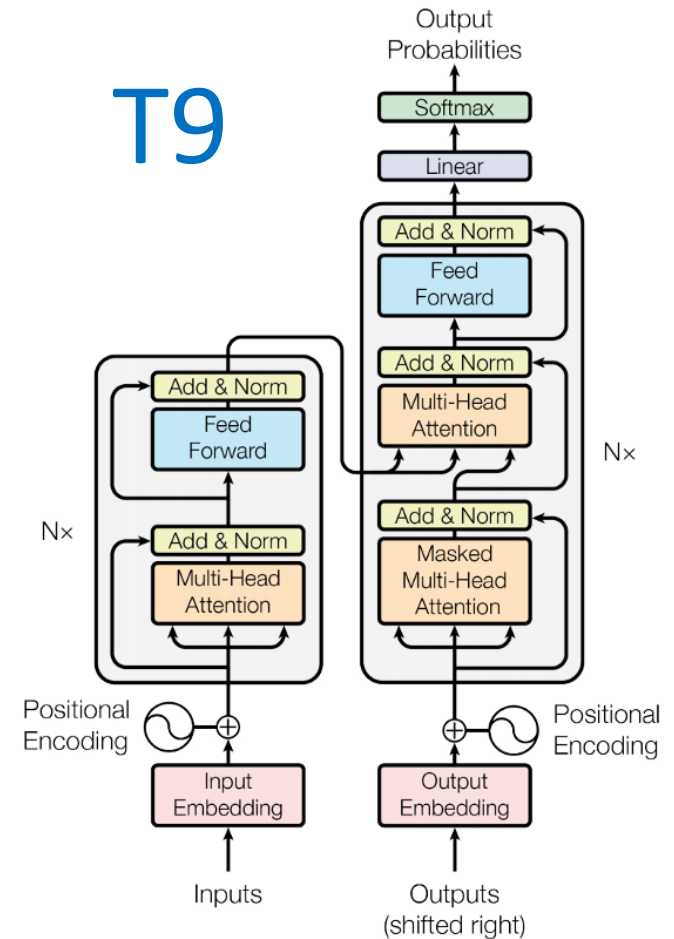 Output
Probabilities
T9
Softmax
Linear
Add & Norm
Feed
Forward
Add & Norm
Multi-Head
Attention
Add & Norm
Masked
Multi-Head
Attention
Nx
Add & Norm
Feed
Forward
Add & Norm
Multi-Head
Attention
Nx
Positional
Encoding
Positional
Encoding
Input
Embedding
Output
Embedding
Inputs
Outputs
(shifted right)